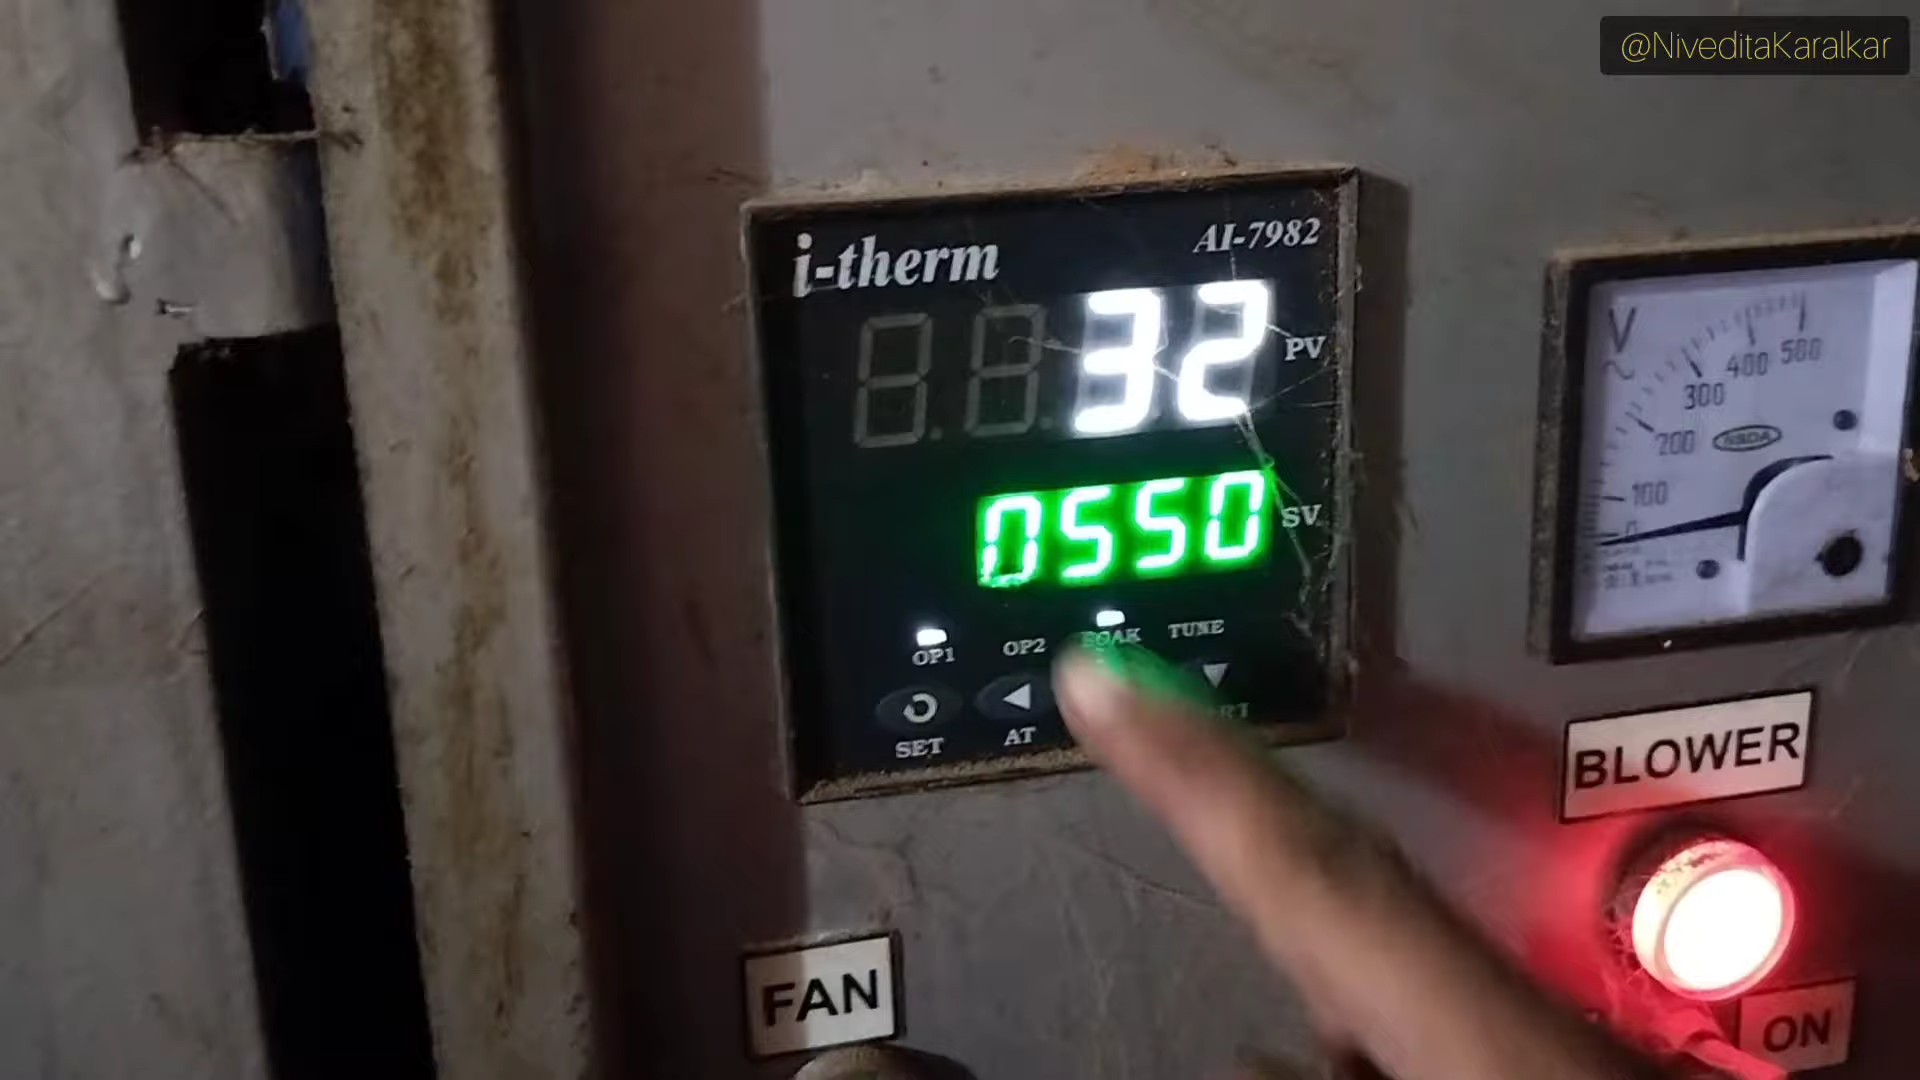 @NiveditaKaralkar
i-therm
AI-7982
32
PV
0550
SV
OP1
OP2
SOAK
TUNE
SET
AT
V
500
400
300
200
100
0
BLOWER
FAN
ON